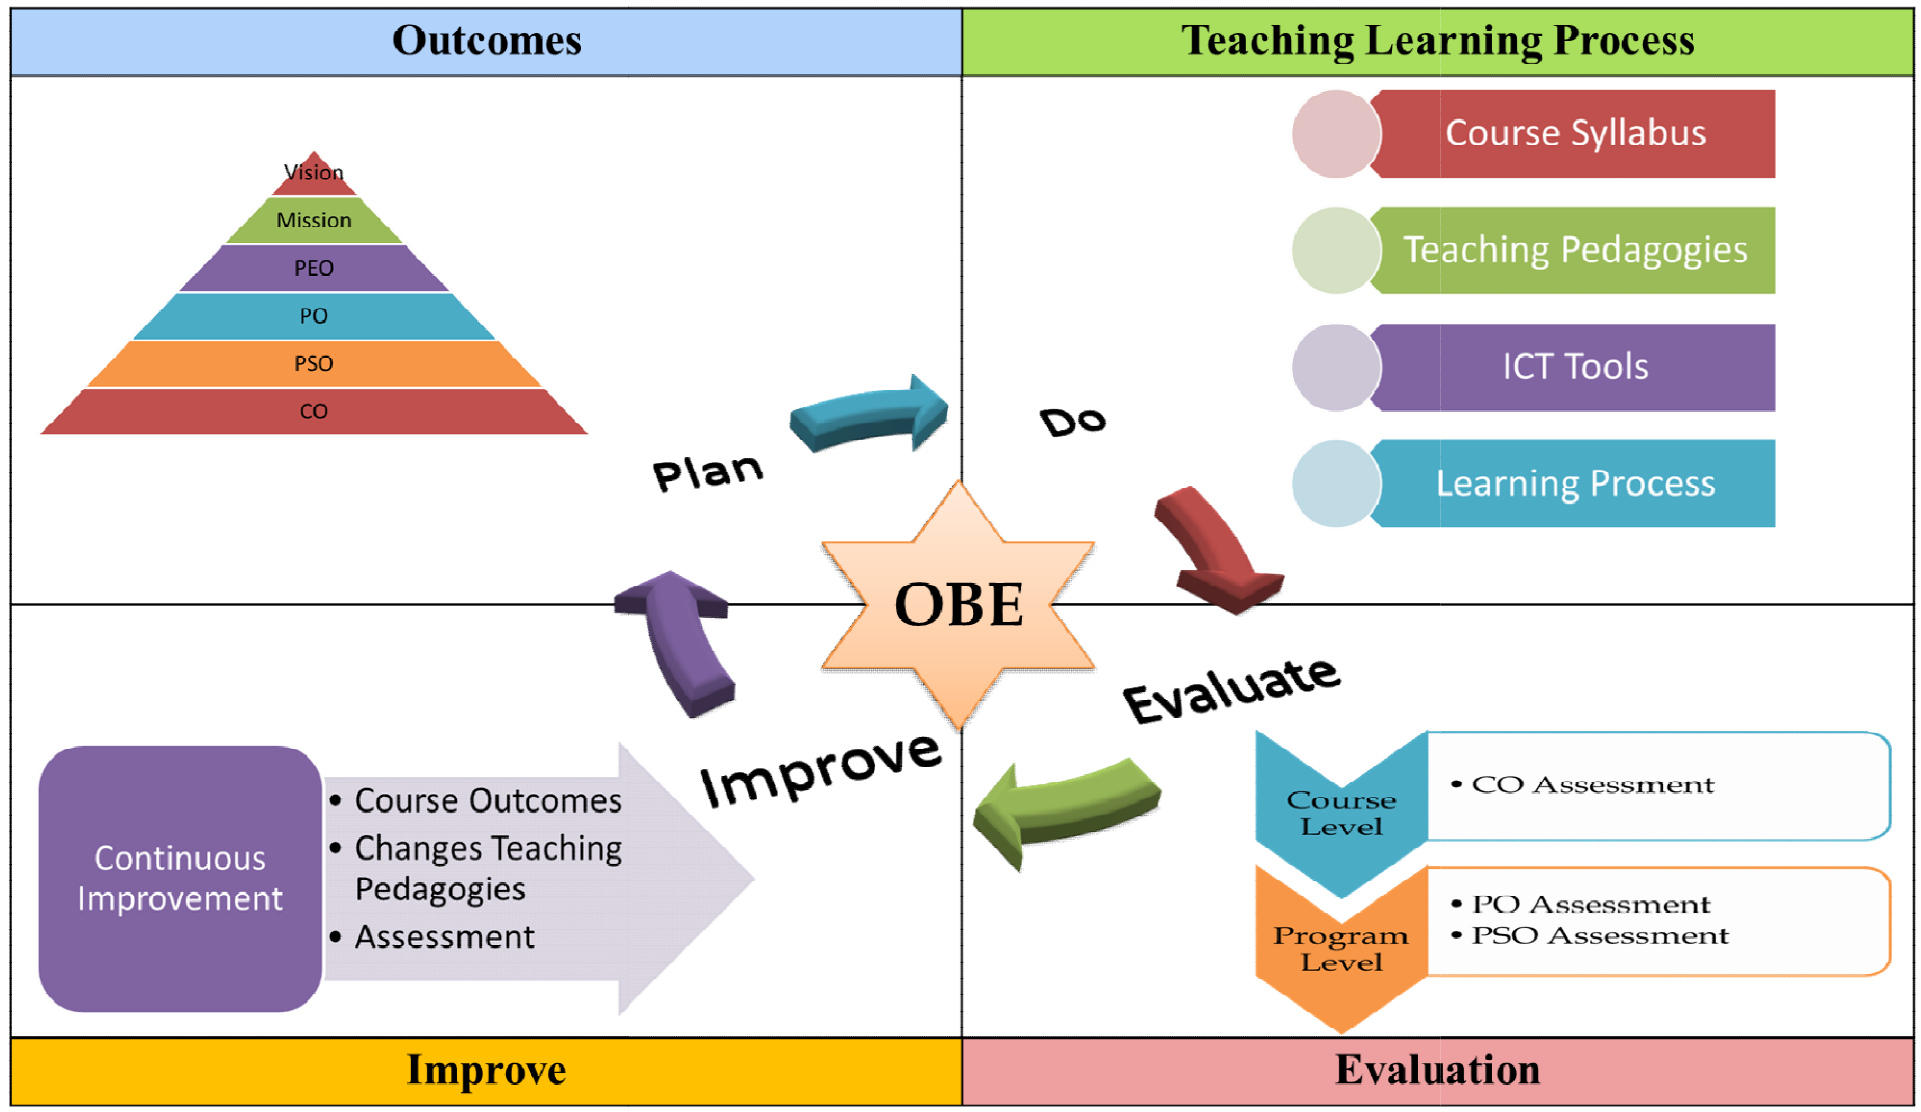 Outcomes
Teaching Learning Process
Vision
Mission
PEO
PO
PSO
CO
Course Syllabus
Teaching Pedagogies
ICT Tools
Learning Process
Plan
Do
OBE
Evaluate
Improve
Continuous
Improvement
• Course Outcomes
• Changes Teaching
Pedagogies
• Assessment
Course
Level
• CO Assessment
Program
Level
• PO Assessment
• PSO Assessment
Improve
Evaluation